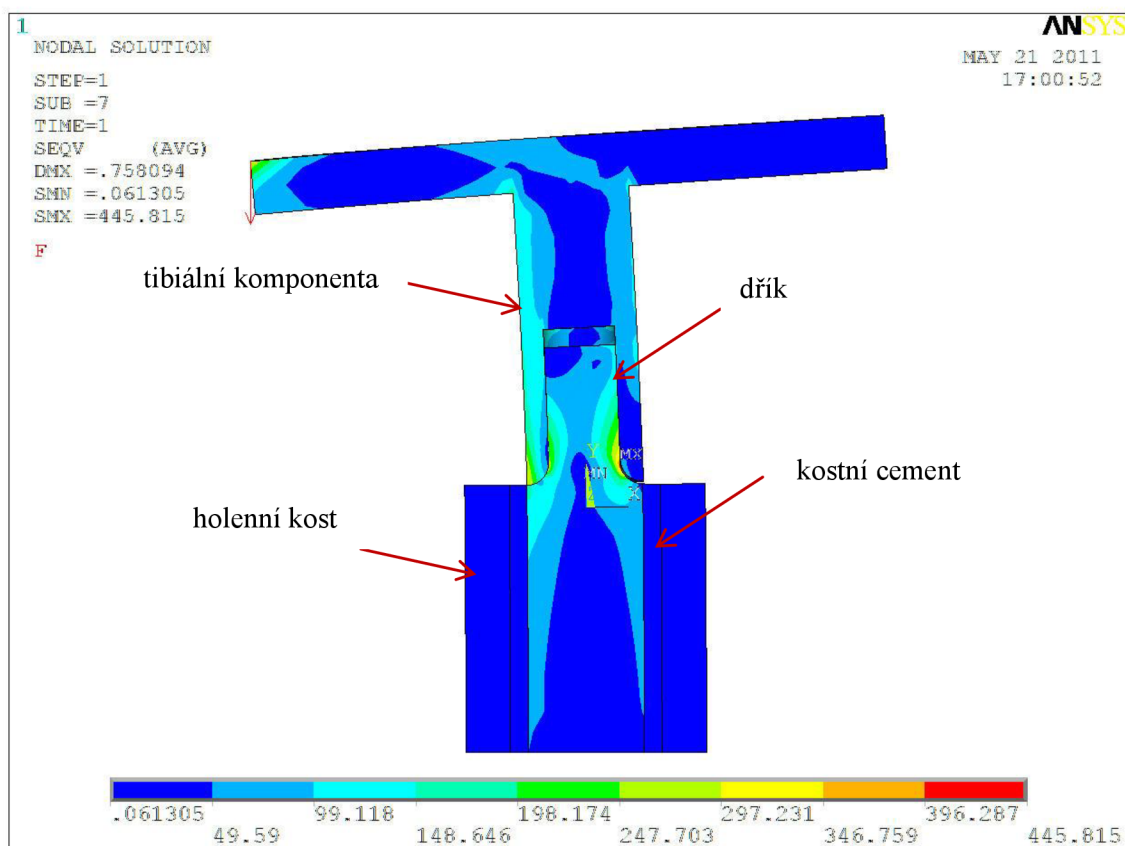 1
ANSYS
NODAL SOLUTION
MAY 21 2011
17:00:52
STEP=1
SUB =7
TIME=1
SEQV (AVG)
DMX =.758094
SMN =.061305
SMX =445.815
F
tibiální komponenta
dřík
Y
MX
MN
Z X
kostní cement
holenní kost
.061305 99.118 198.174 297.231 396.287
49.59 148.646 247.703 346.759 445.815